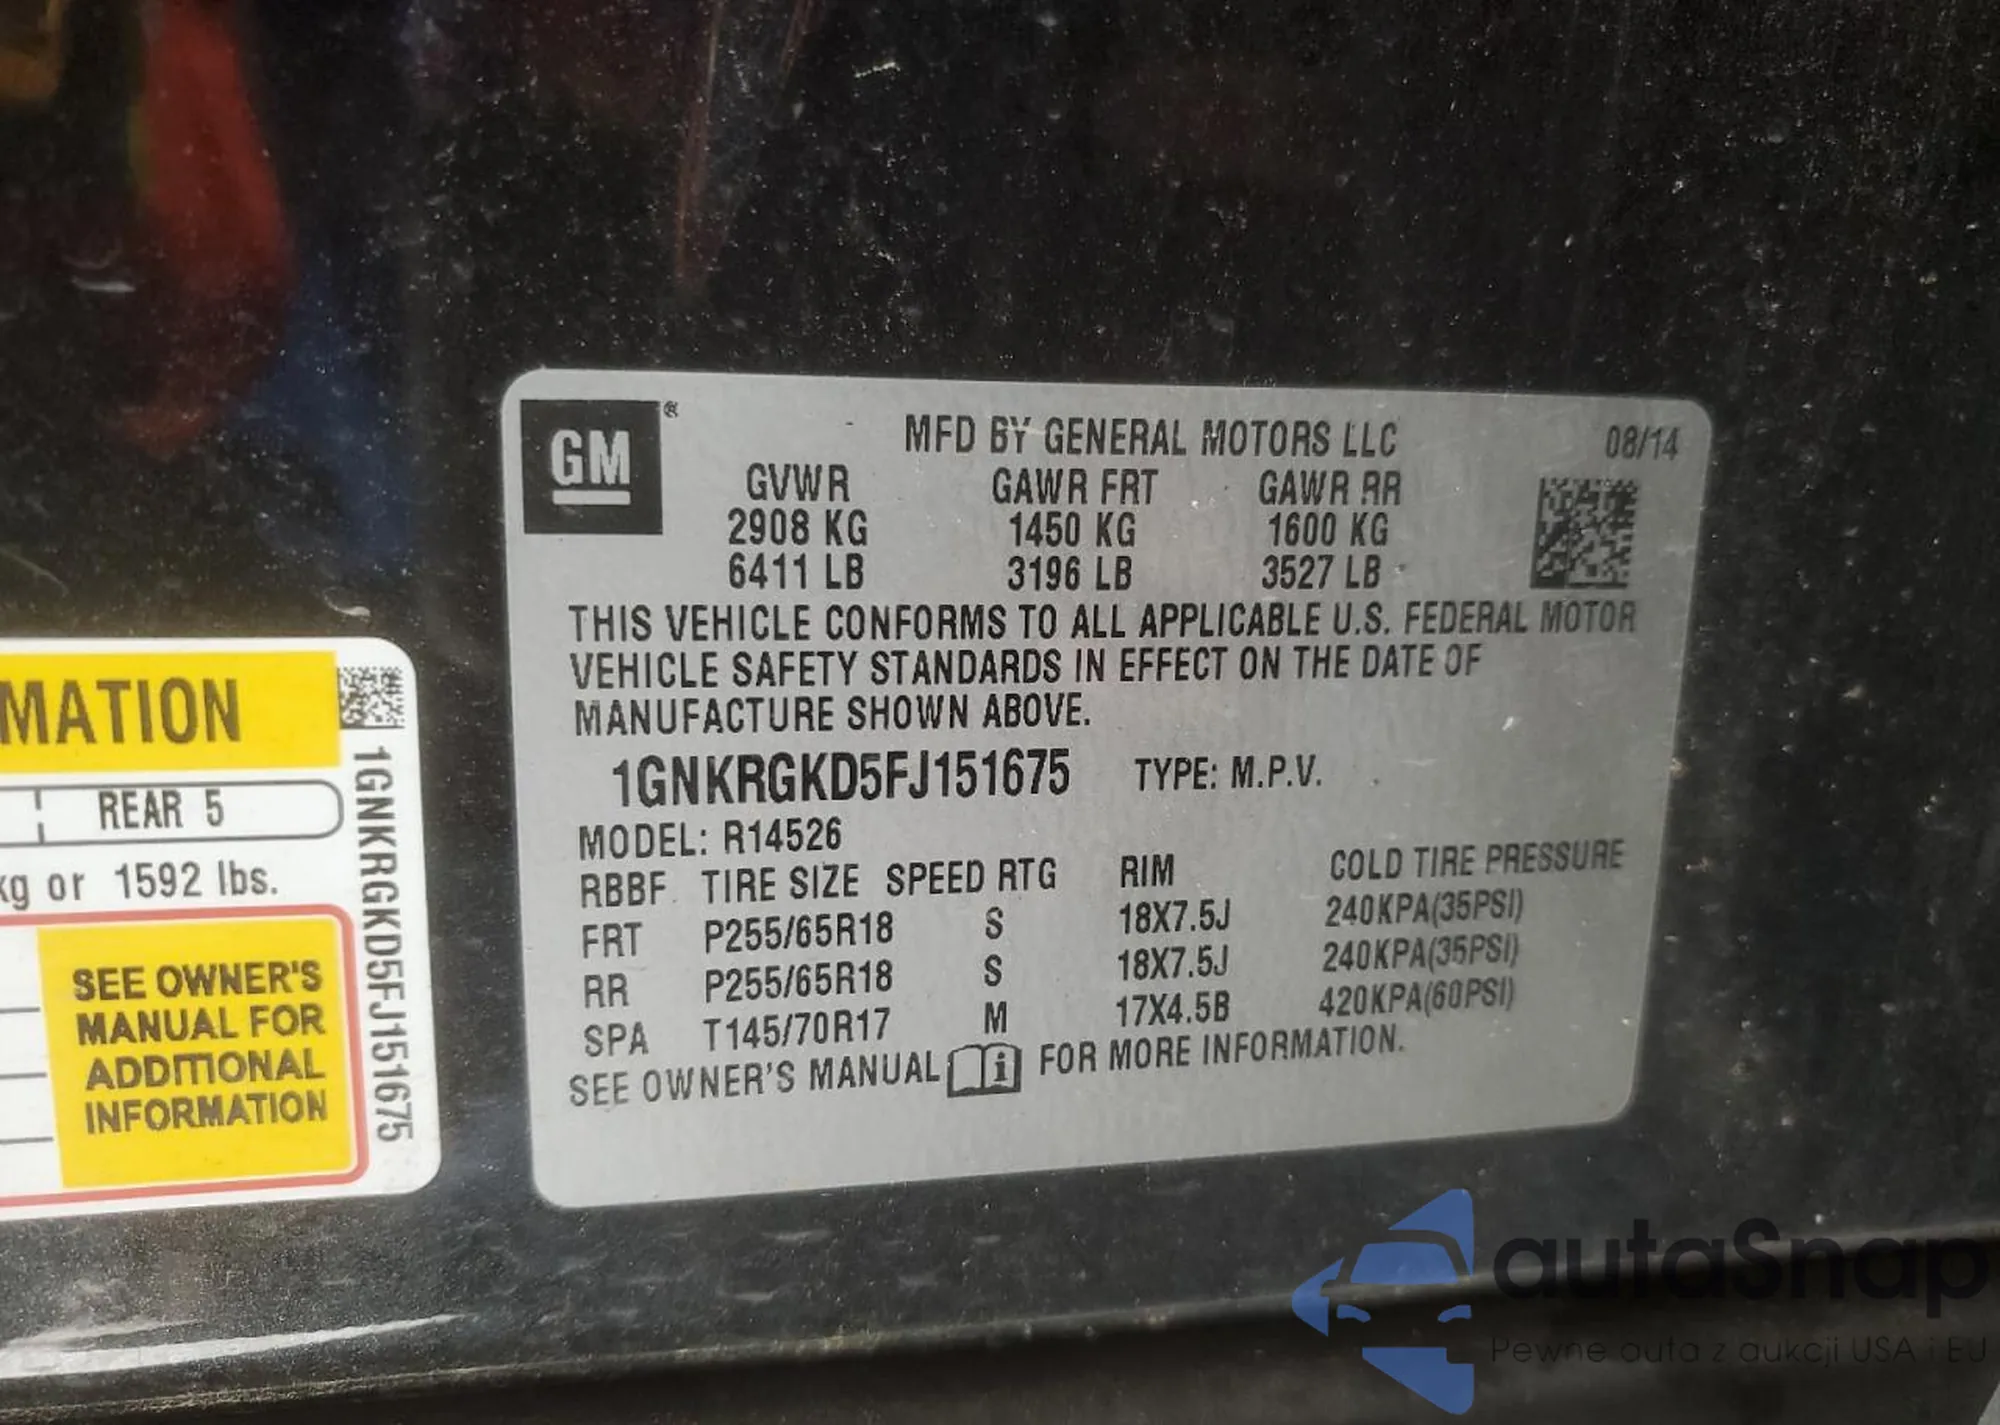 GM ®
MFD BY GENERAL MOTORS LLC 08/14
GVWR GAWR FRT GAWR RR
2908 KG 1450 KG 1600 KG
6411 LB 3196 LB 3527 LB
THIS VEHICLE CONFORMS TO ALL APPLICABLE U.S. FEDERAL MOTOR
VEHICLE SAFETY STANDARDS IN EFFECT ON THE DATE OF
MANUFACTURE SHOWN ABOVE.
1GNKRGKD5FJ151675 TYPE: M.P.V.
MODEL: R14526
RBBF TIRE SIZE SPEED RTG RIM COLD TIRE PRESSURE
FRT P255/65R18 S 18X7.5J 240KPA(35PSI)
RR P255/65R18 S 18X7.5J 240KPA(35PSI)
SPA T145/70R17 M 17X4.5B 420KPA(60PSI)
SEE OWNER'S MANUAL i FOR MORE INFORMATION.
MATION
REAR 5
kg or 1592 lbs.
SEE OWNER'S
MANUAL FOR
ADDITIONAL
INFORMATION
1GNKRGKD5FJ151675
autaSnap
Pewne auta z aukcji USA i EU